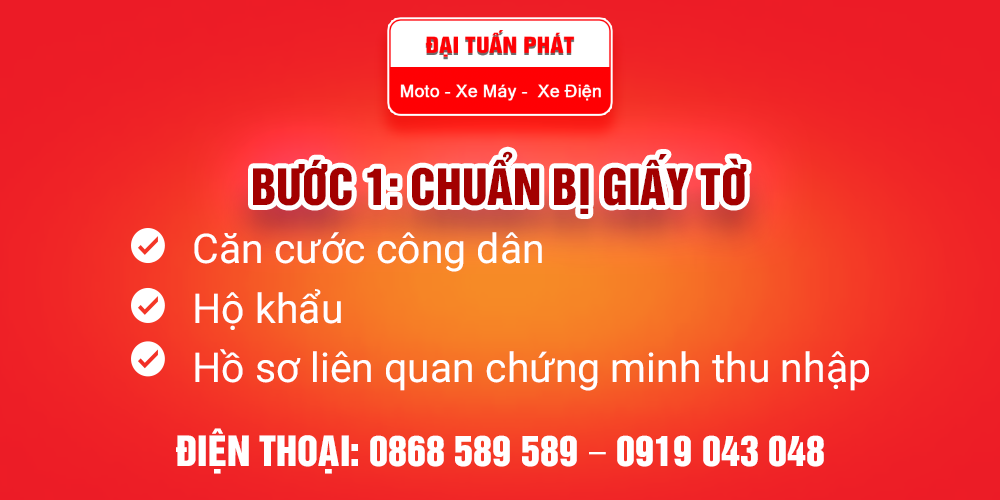 ĐẠI TUẤN PHÁT
Moto - Xe Máy - Xe Điện
BƯỚC 1: CHUẨN BỊ GIẤY TỜ
Căn cước công dân
Hộ khẩu
Hồ sơ liên quan chứng minh thu nhập
ĐIỆN THOẠI: 0868 589 589 – 0919 043 048